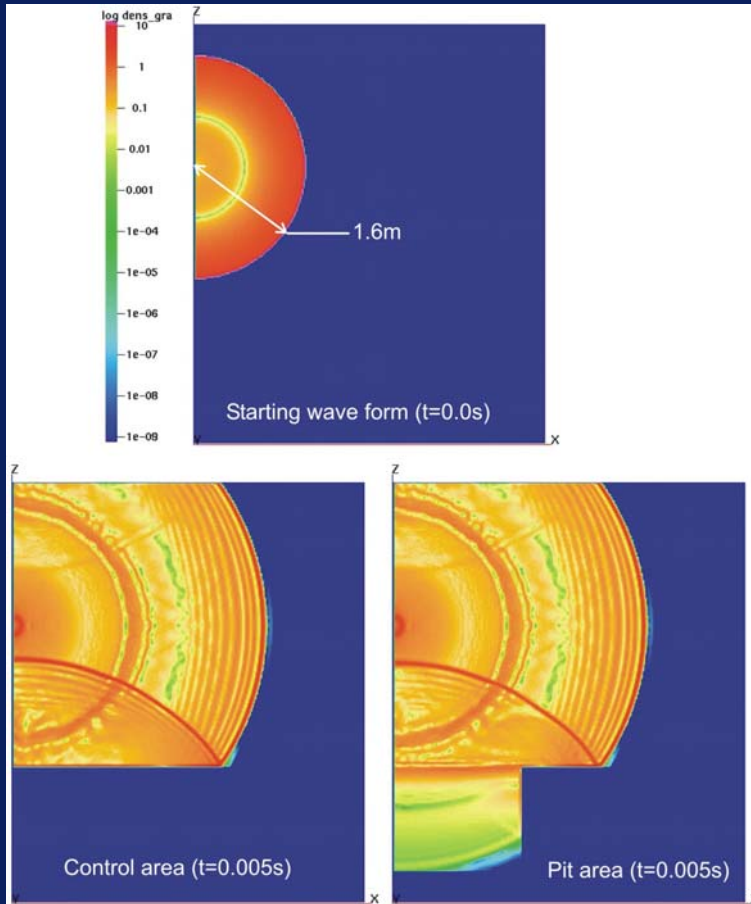 log dens_gra
10
1
0.1
0.01
0.001
1e-04
1e-05
1e-06
1e-07
1e-08
1e-09
Z
1.6m
Starting wave form (t=0.0s)
Y
X
Z
Control area (t=0.005s)
Y
X
Z
Pit area (t=0.005s)
Y
X